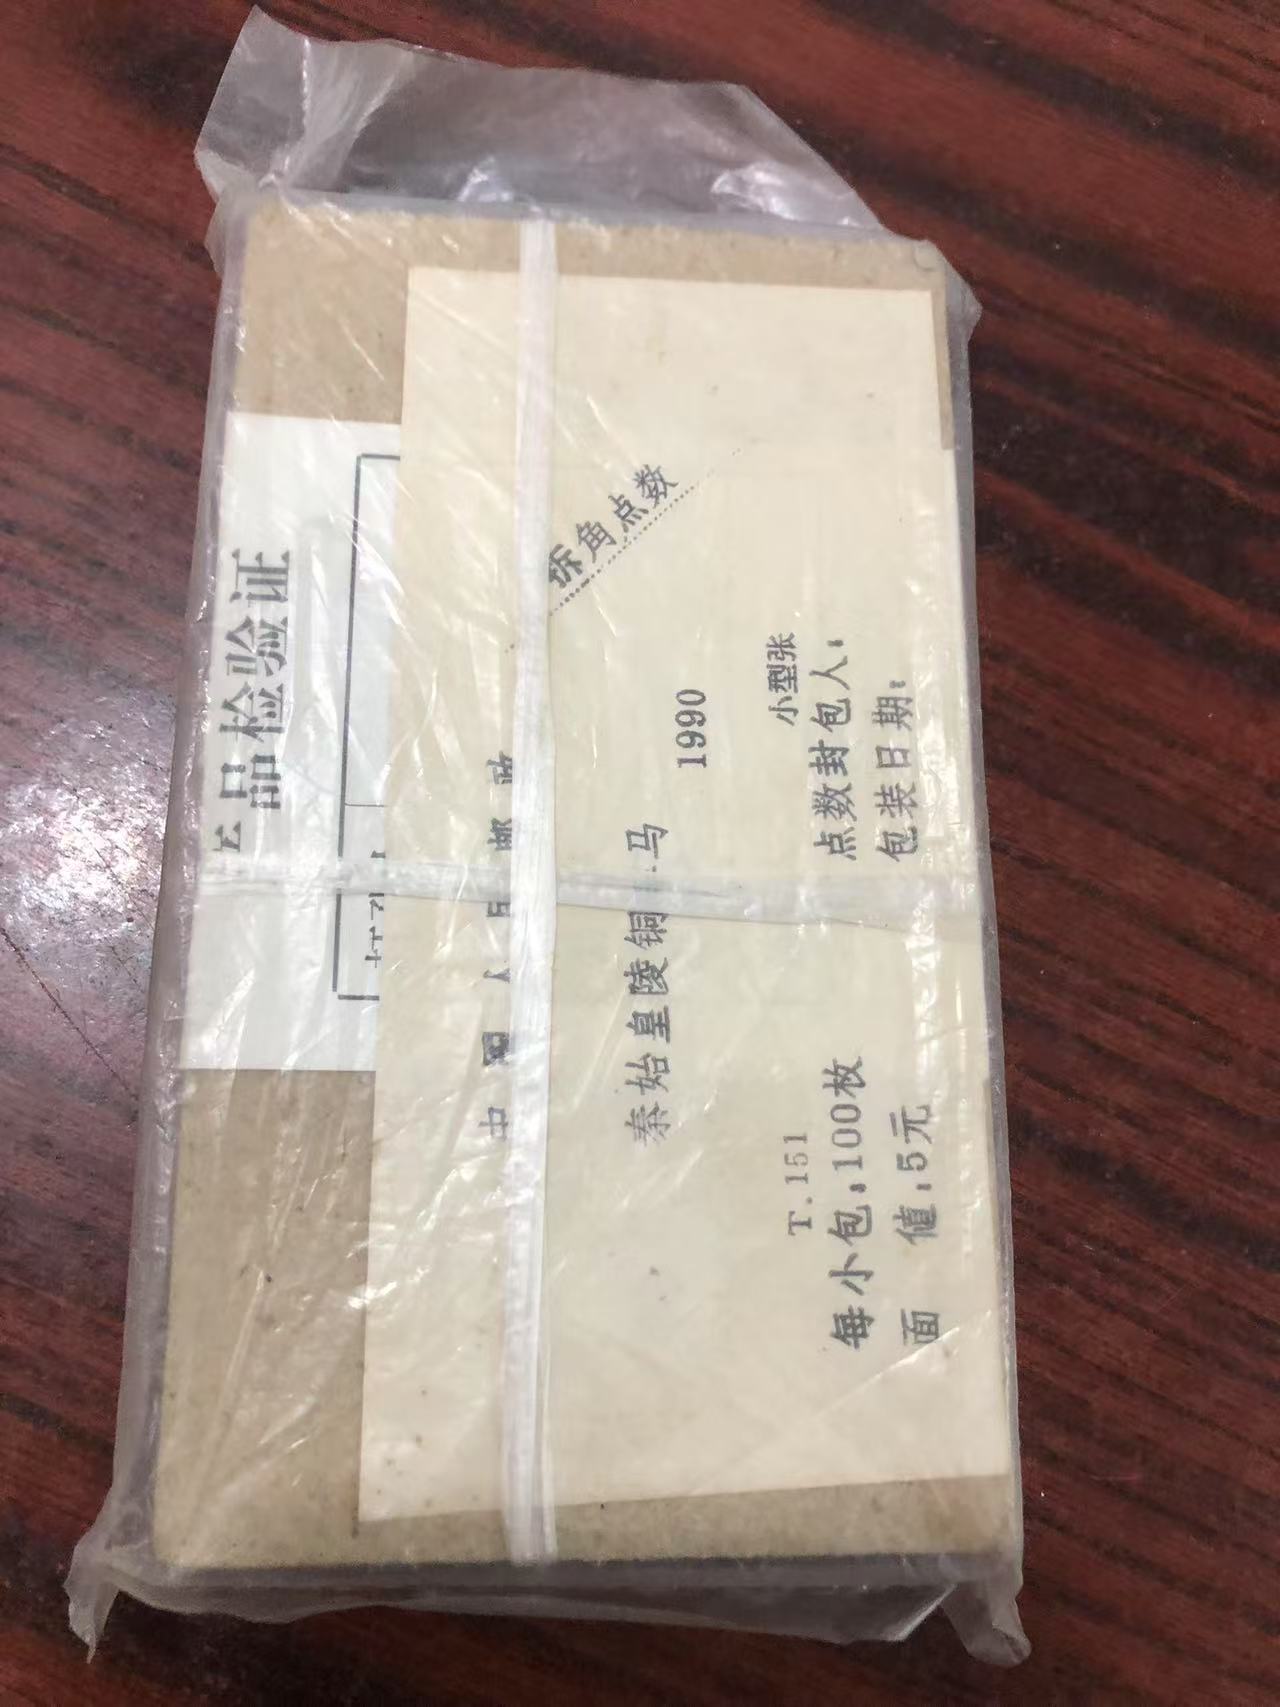 品检验证
拆角点数
中国人民邮政
秦始皇陵铜 马
1990
T.151
小型张
每小包:100枚
点数封包人:
面 值:5元
包装日期: